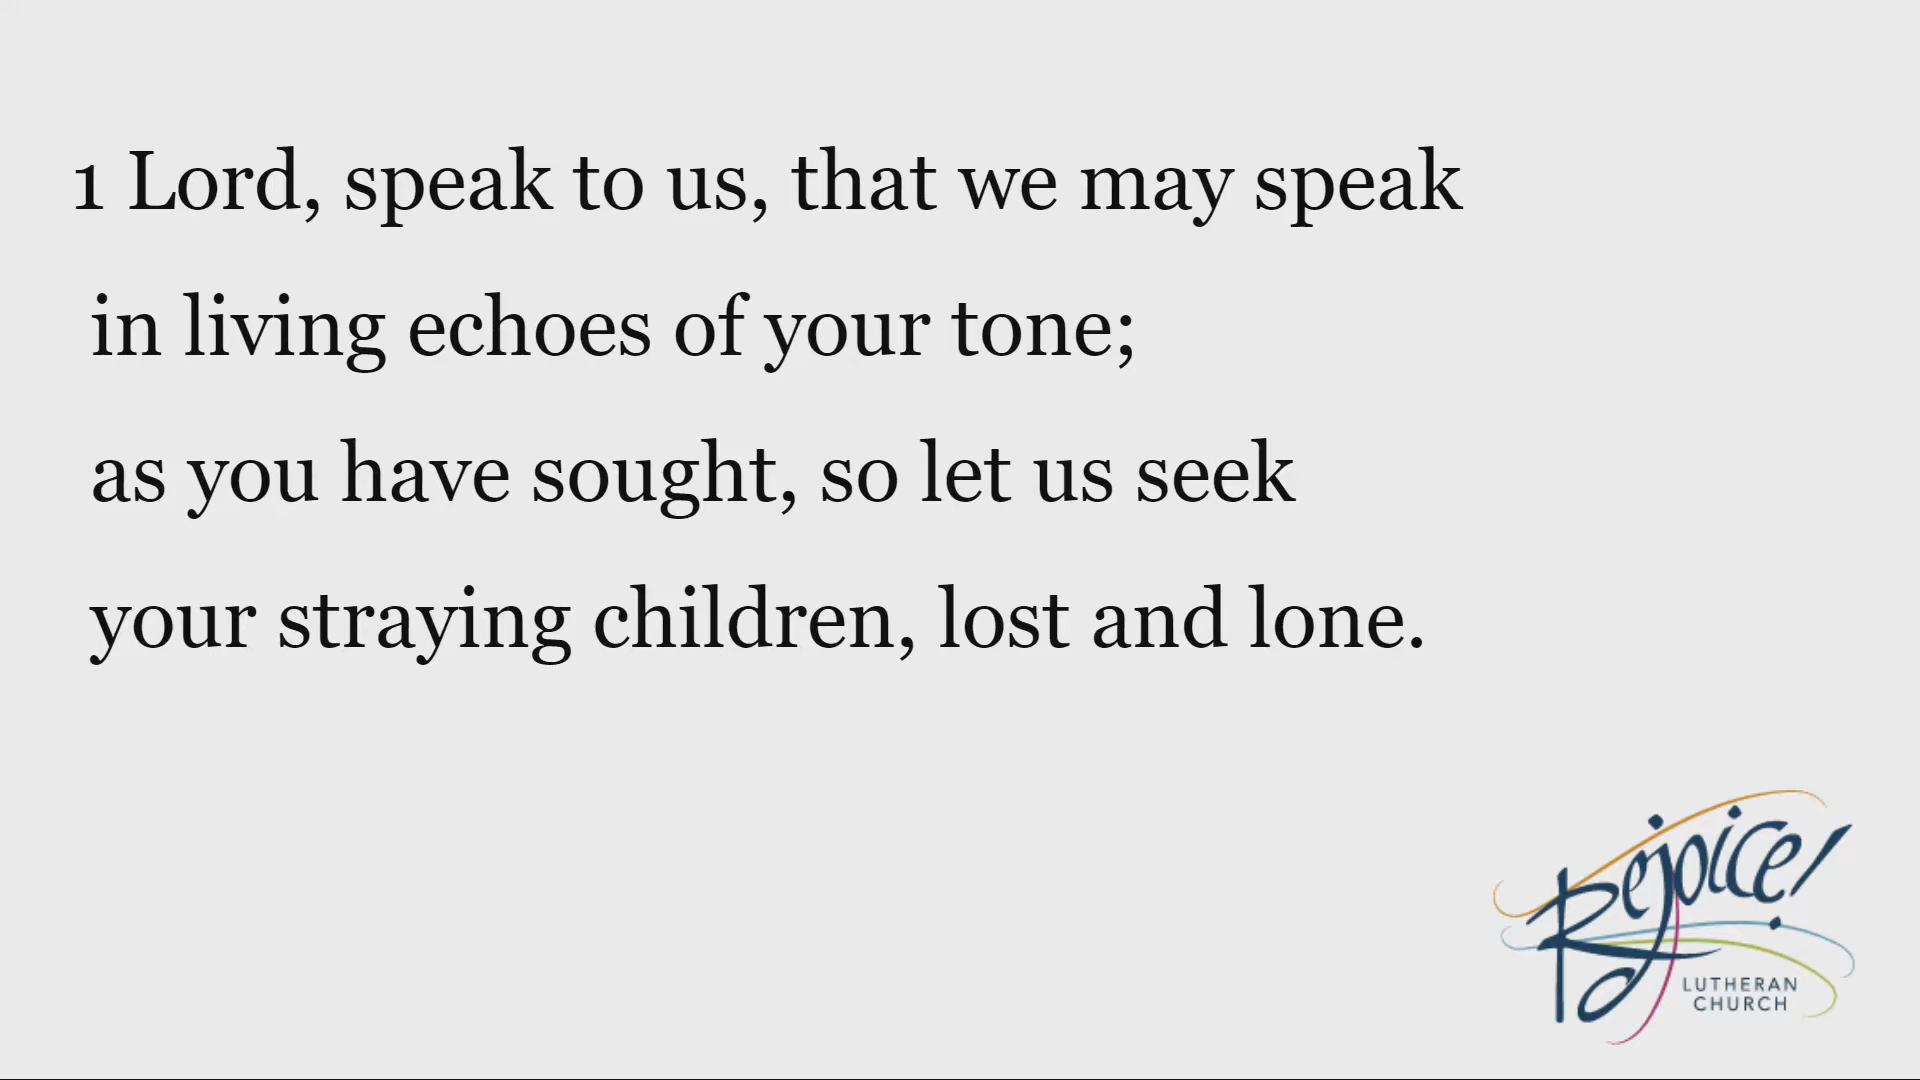 1 Lord, speak to us, that we may speak
in living echoes of your tone;
as you have sought, so let us seek
your straying children, lost and lone.
Rejoice!
LUTHERAN
CHURCH